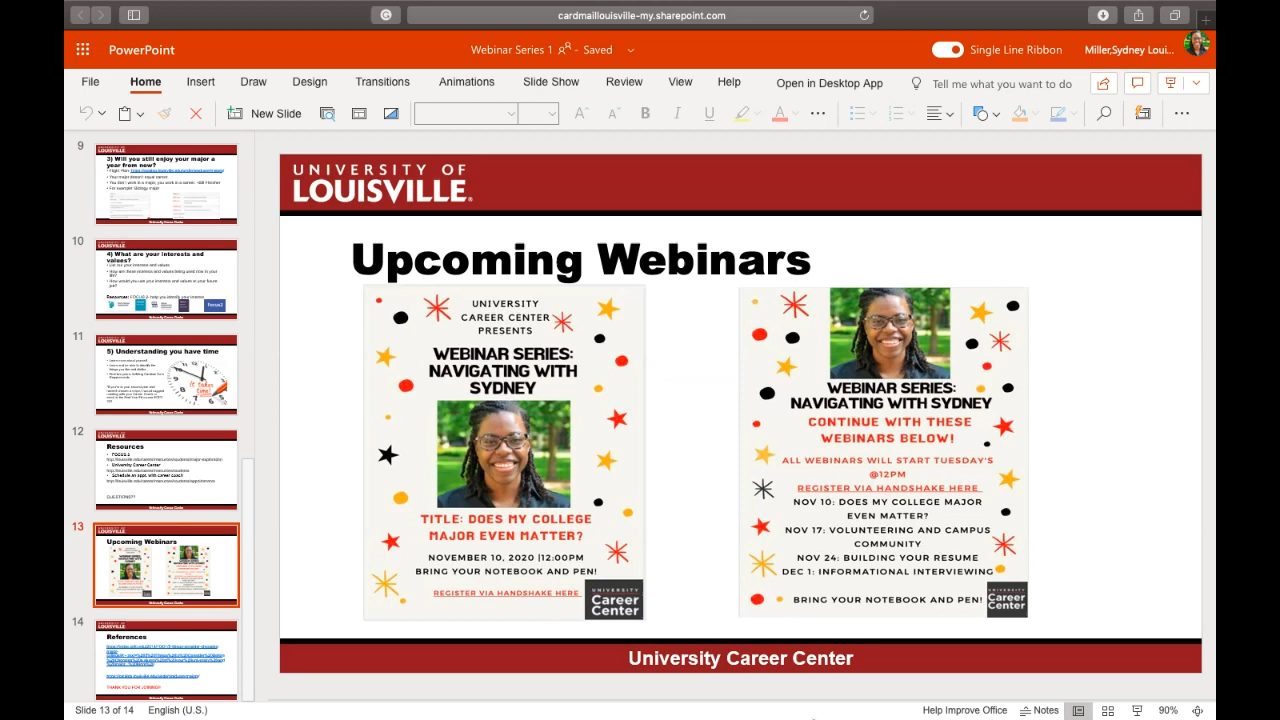 cardmaillouisville-my.sharepoint.com
PowerPoint
Webinar Series 1 - Saved
Single Line Ribbon
Miller,Sydney Loui...
File Home Insert Draw Design Transitions Animations Slide Show Review View Help Open in Desktop App Tell me what you want to do
New Slide
9
3) Will you still enjoy your major a
year from now?
10
4) What are your interests and
values?
11
5) Understanding you have time
12
Resources
QUESTIONS??
13
Upcoming Webinars
14
References
THANK YOU FOR JOINING!!
UNIVERSITY OF
LOUISVILLE
Upcoming Webinars
UNIVERSITY
CAREER CENTER
PRESENTS
WEBINAR SERIES:
NAVIGATING WITH
SYDNEY
TITLE: DOES MY COLLEGE
MAJOR EVEN MATTER?
NOVEMBER 10, 2020
BRING YOUR NOTEBOOK AND PEN!
REGISTER VIA HANDSHAKE HERE
UNIVERSITY
Career
Center
WEBINAR SERIES:
NAVIGATING WITH SYDNEY
CONTINUE WITH THESE
WEBINARS BELOW!
ALL WEBINARS WILL START TUESDAY'S
@12PM
REGISTER VIA HANDSHAKE HERE
NOV 10: DOES MY COLLEGE MAJOR
EVEN MATTER?
VOLUNTEERING AND CAMPUS
COMMUNITY
BUILDING YOUR RESUME
DEC 1: INFORMATIONAL INTERVIEWING
BRING YOUR NOTEBOOK AND PEN!
UNIVERSITY
Career
Center
University Career Center
Slide 13 of 14 English (U.S.)
Help Improve Office Notes 90%